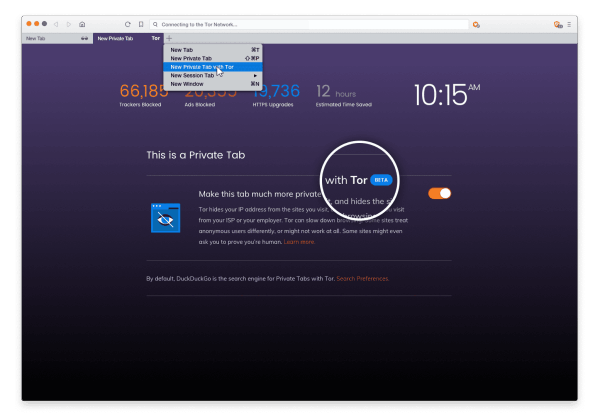 Connecting to the Tor Network...
New Tab
New Private Tab Tor
New Tab ⌘T
New Private Tab ⇧⌘P
New Private Tab with Tor
New Session Tab
New Window ⌘N
66,185
19,736
12 hours
10:15 AM
Trackers Blocked
Ads Blocked
HTTPS Upgrades
Estimated Time Saved
This is a Private Tab
with Tor BETA
Make this tab much more private
t, and hides the si
Tor hides your IP address from the sites you visit, visit
from your ISP or your employer. Tor can slow down browsing sites treat
anonymous users differently, or might not work at all. Some sites might even
ask you to prove you're human. Learn more.
By default, DuckDuckGo is the search engine for Private Tabs with Tor. Search Preferences.